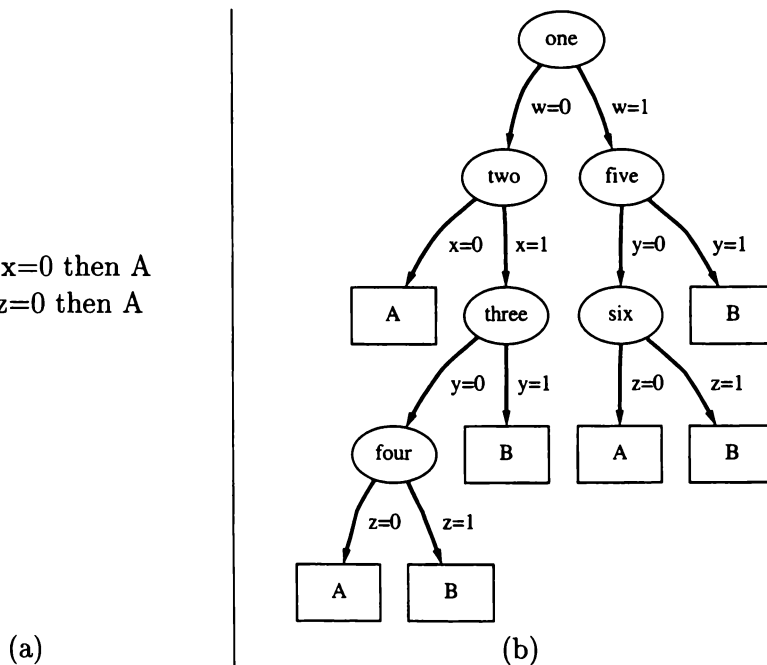 x=0 then A
z=0 then A
(a)
one
w=0 w=1
two five
x=0 x=1 y=0 y=1
A three six B
y=0 y=1 z=0 z=1
four B A B
z=0 z=1
A B
(b)